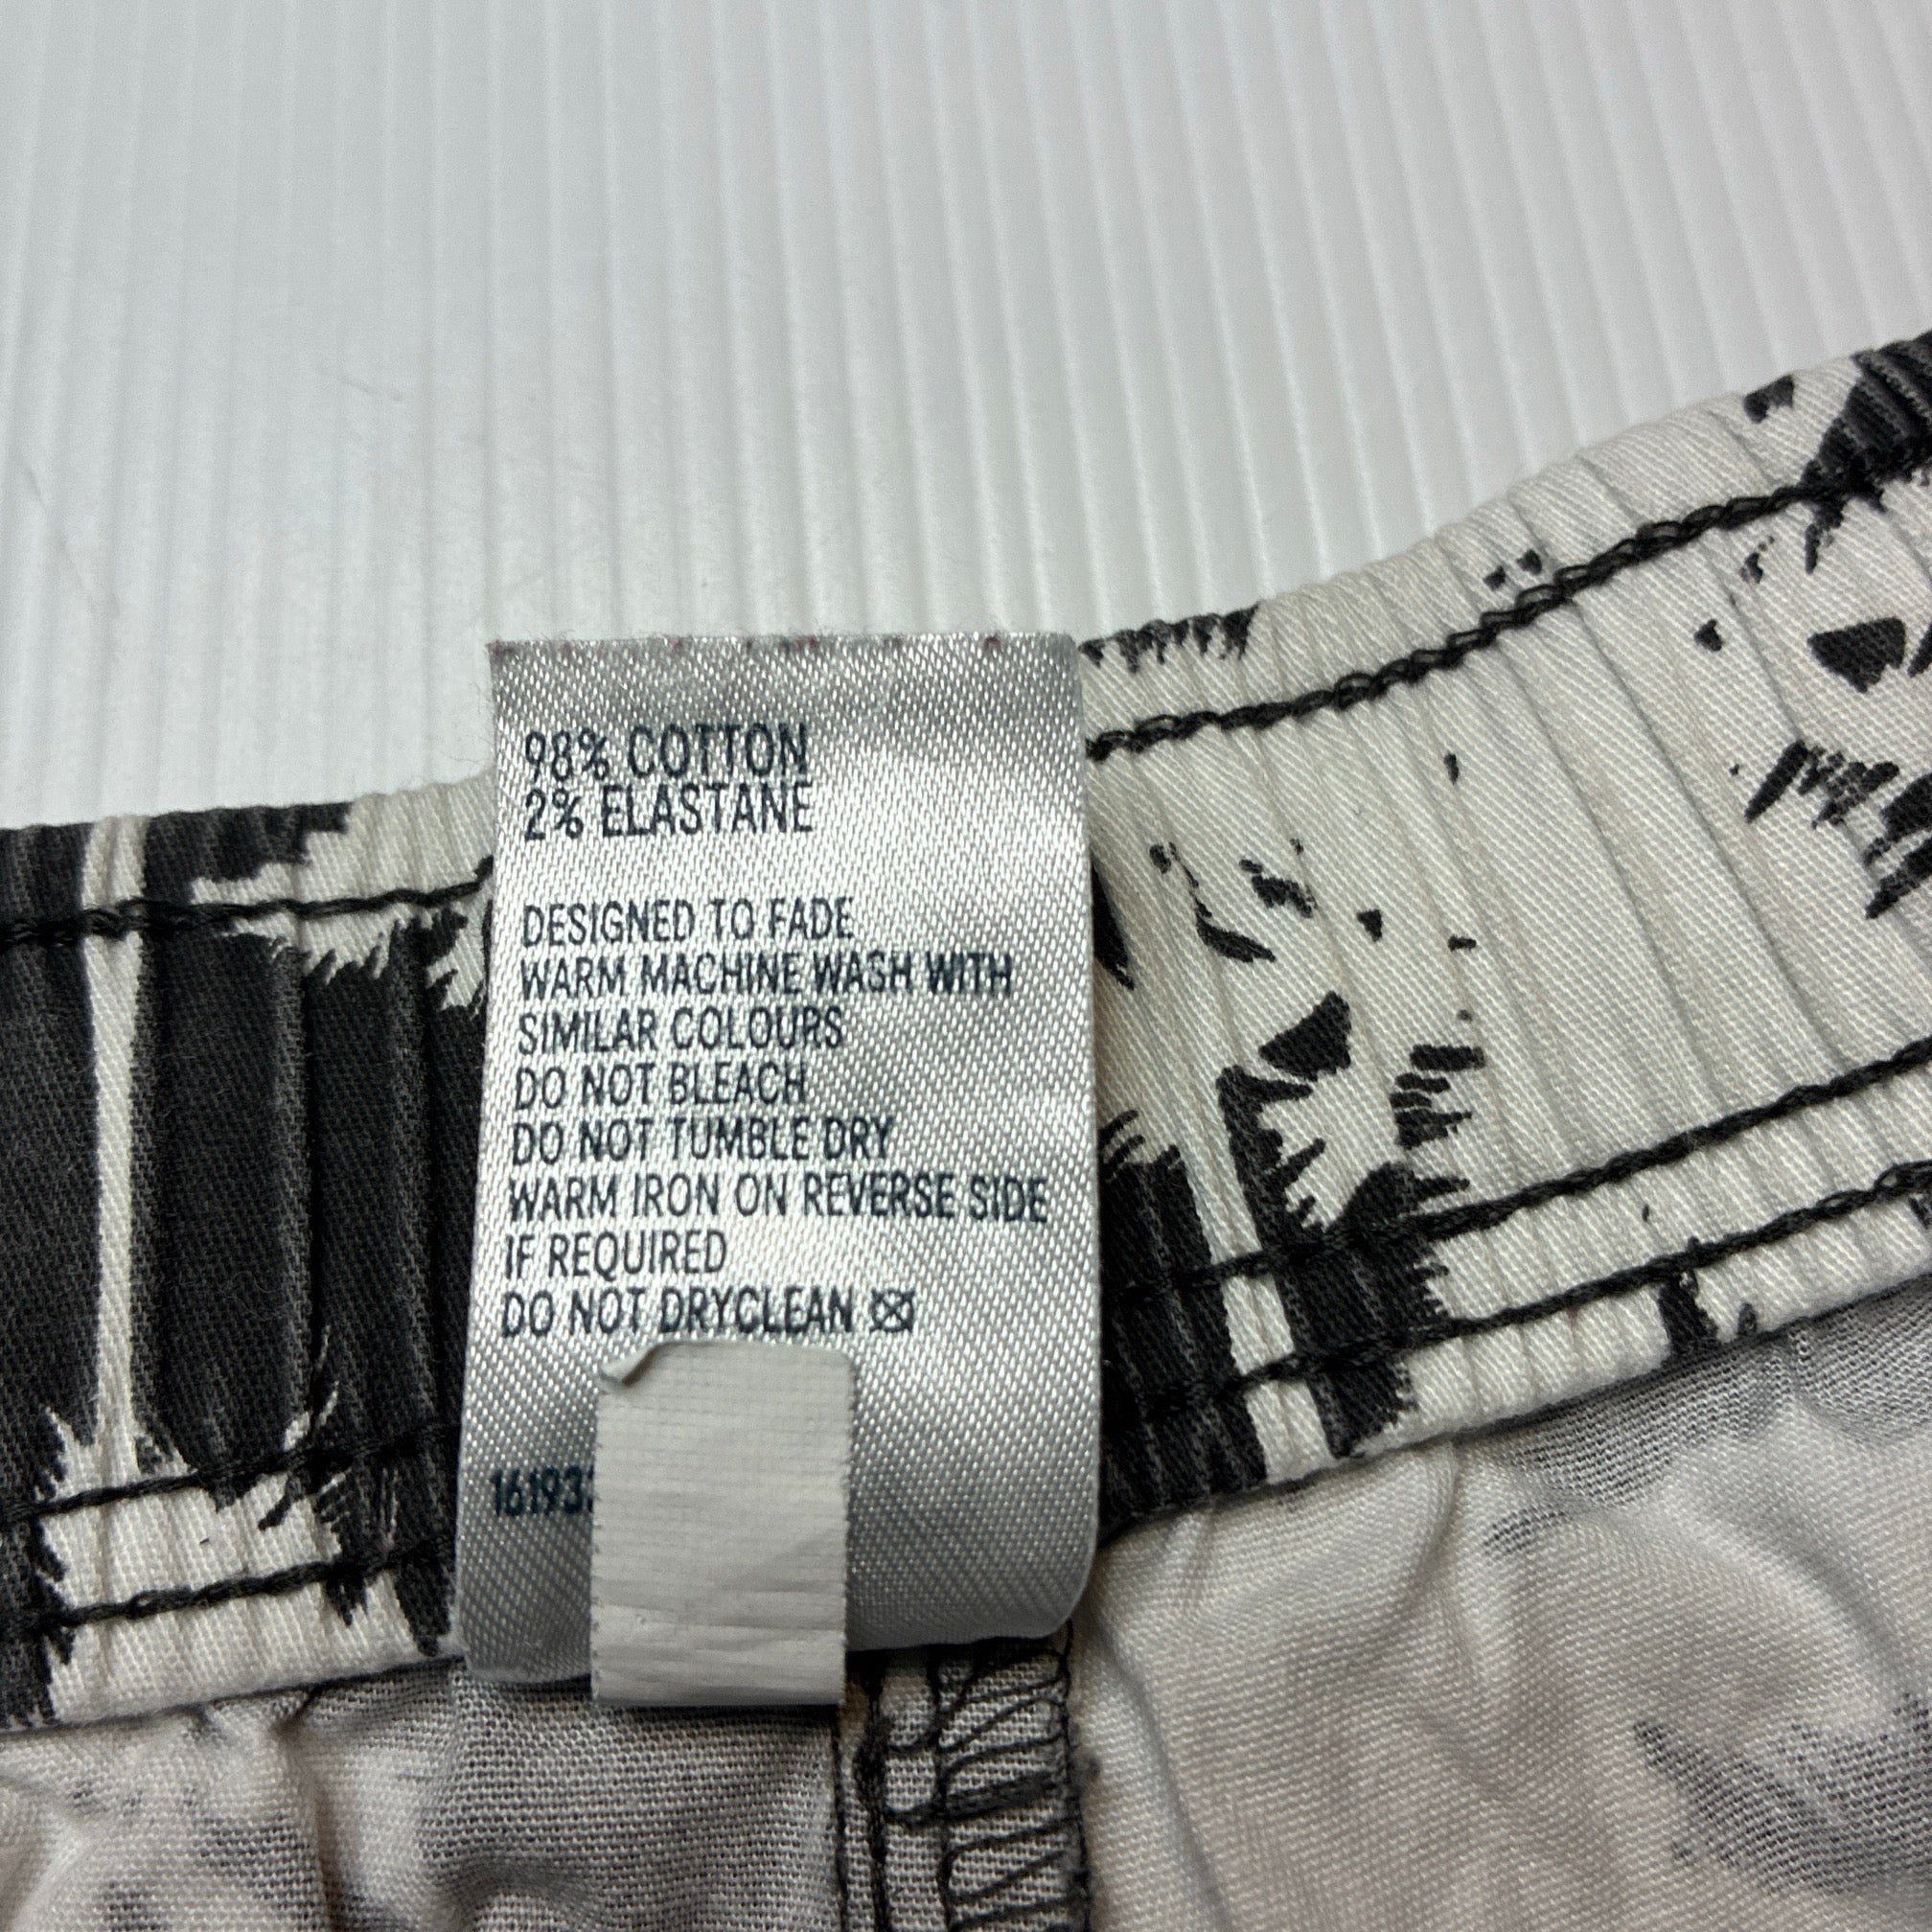 98% COTTON
2% ELASTANE
DESIGNED TO FADE
WARM MACHINE WASH WITH
SIMILAR COLOURS
DO NOT BLEACH
DO NOT TUMBLE DRY
WARM IRON ON REVERSE SIDE
IF REQUIRED
DO NOT DRYCLEAN